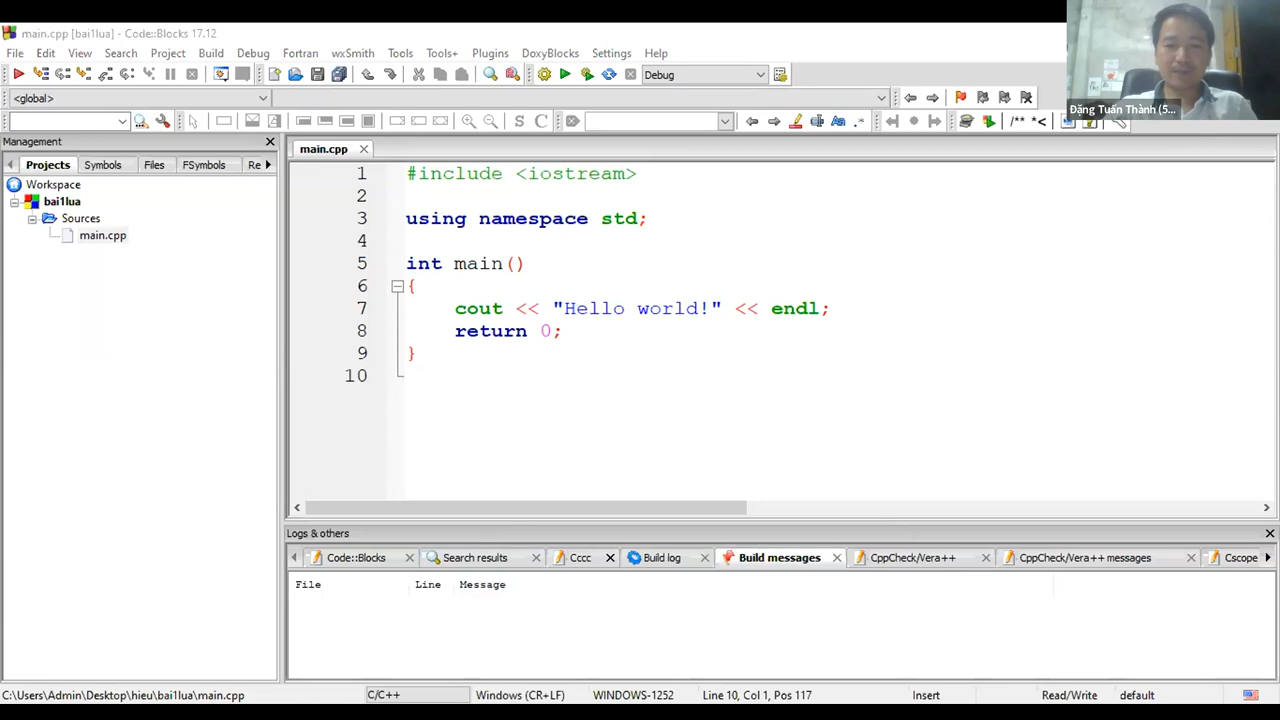 main.cpp [bai1lua] - Code::Blocks 17.12
File Edit View Search Project Build Debug Fortran wxSmith Tools Tools+ Plugins DoxyBlocks Settings Help
Debug
Đặng Tuấn Thành (5...
<global>
S C .* /** *<
Management
Projects Symbols Files FSymbols Re
main.cpp
Workspace
bai1lua
Sources
main.cpp
1 #include <iostream>
2
3 using namespace std;
4
5 int main()
6 {
7 cout << "Hello world!" << endl;
8 return 0;
9 }
10
Logs & others
Code::Blocks Search results Cccc Build log Build messages CppCheck/Vera++ CppCheck/Vera++ messages Cscope
File Line Message
C:\Users\Admin\Desktop\hieu\bai1lua\main.cpp C/C++ Windows (CR+LF) WINDOWS-1252 Line 10, Col 1, Pos 117 Insert Read/Write default